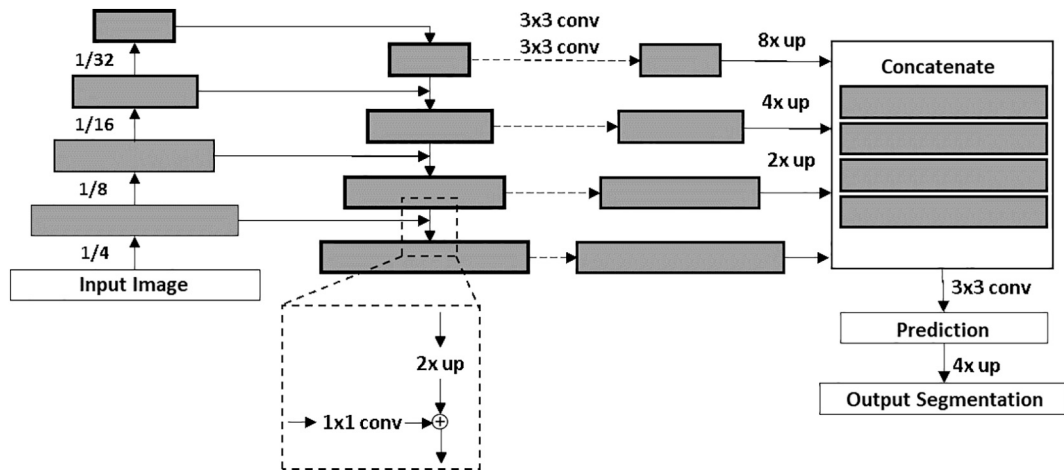 1/32
1/16
1/8
1/4
Input Image
3x3 conv
3x3 conv
2x up
1x1 conv
+
8x up
4x up
2x up
Concatenate
3x3 conv
Prediction
4x up
Output Segmentation